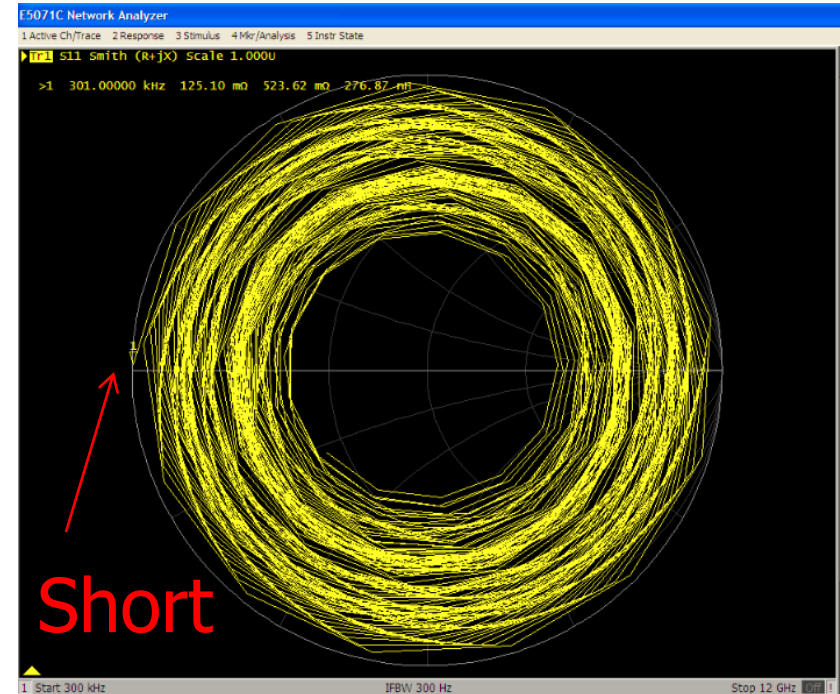 E5071C Network Analyzer
1 Active Ch/Trace 2 Response 3 Stimulus 4 Mkr/Analysis 5 Instr State
Tr1 S11 Smith (R+jX) Scale 1.000U
>1 301.00000 kHz 125.10 mΩ 523.62 mΩ 276.87 nH
1
Short
1 Start 300 kHz IFBW 300 Hz Stop 12 GHz Off !